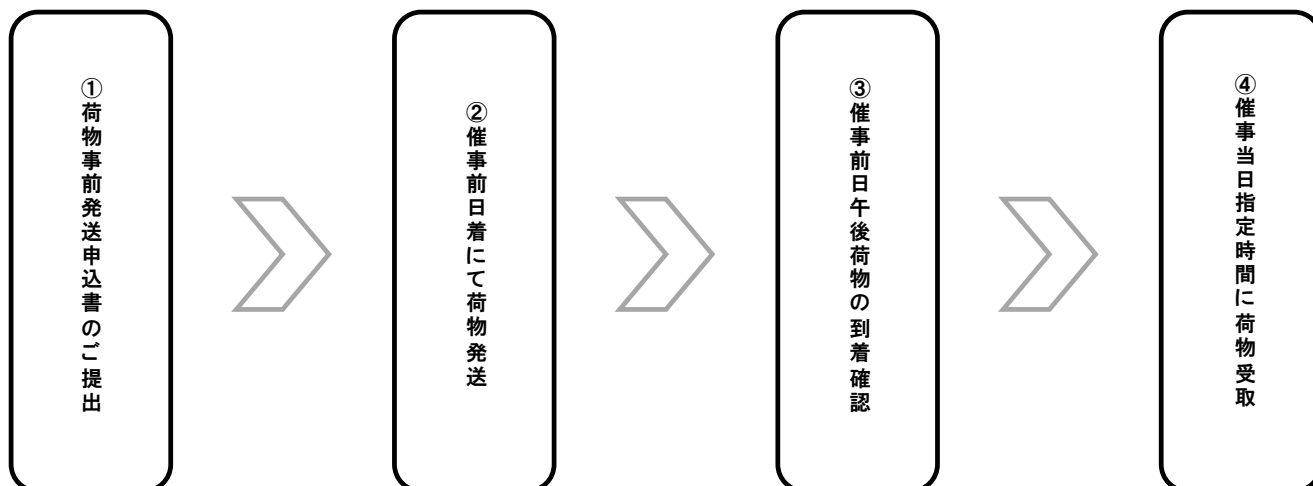 ①荷物事前発送申込書のご提出
②催事前日着にて荷物発送
③催事前日午後荷物の到着確認
④催事当日指定時間に荷物受取